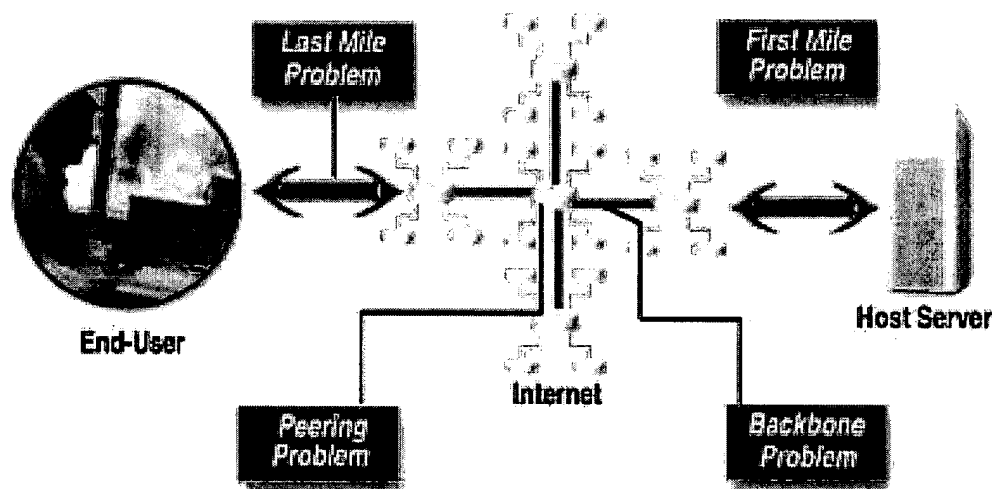 Last Mile
Problem
First Mile
Problem
End-User
Host Server
Internet
Peering
Problem
Backbone
Problem